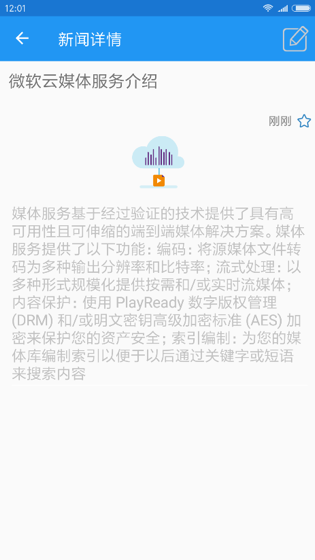 12:01
新闻详情
微软云媒体服务介绍
刚刚
媒体服务基于经过验证的技术提供了具有高
可用性且可伸缩的端到端媒体解决方案。媒体
服务提供了以下功能：编码：将源媒体文件转
码为多种输出分辨率和比特率；流式处理：以
多种形式规模化提供按需和/或实时流媒体；
内容保护：使用 PlayReady 数字版权管理
(DRM) 和/或明文密钥高级加密标准 (AES) 加
密来保护您的资产安全；索引编制：为您的媒
体库编制索引以便于以后通过关键字或短语
来搜索内容